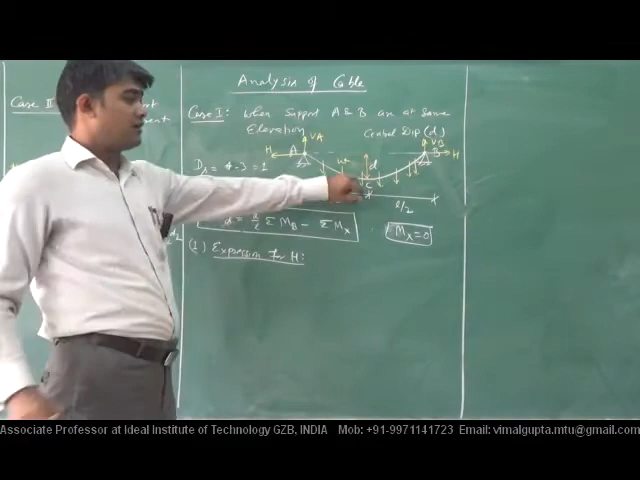 Analysis of Cable
Case II
Case I: When Support A & B are at Same
Elevation
Central Dip (d)
VA
VB
H
A
B
H
Ds = 4-3 = 1
w
d
C
l/2
Σ MB - Σ Mx
Mx = 0
(1) Expression for H:
Associate Professor at Ideal Institute of Technology GZB, INDIA Mob: +91-9971141723 Email: vimalgupta.mtu@gmail.com